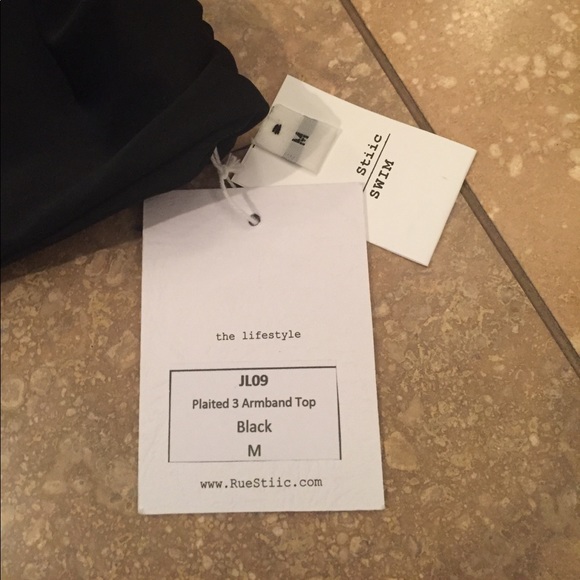 M
Stiic
SWIM
the lifestyle
JL09
Plaited 3 Armband Top
Black
M
www.RueStiic.com